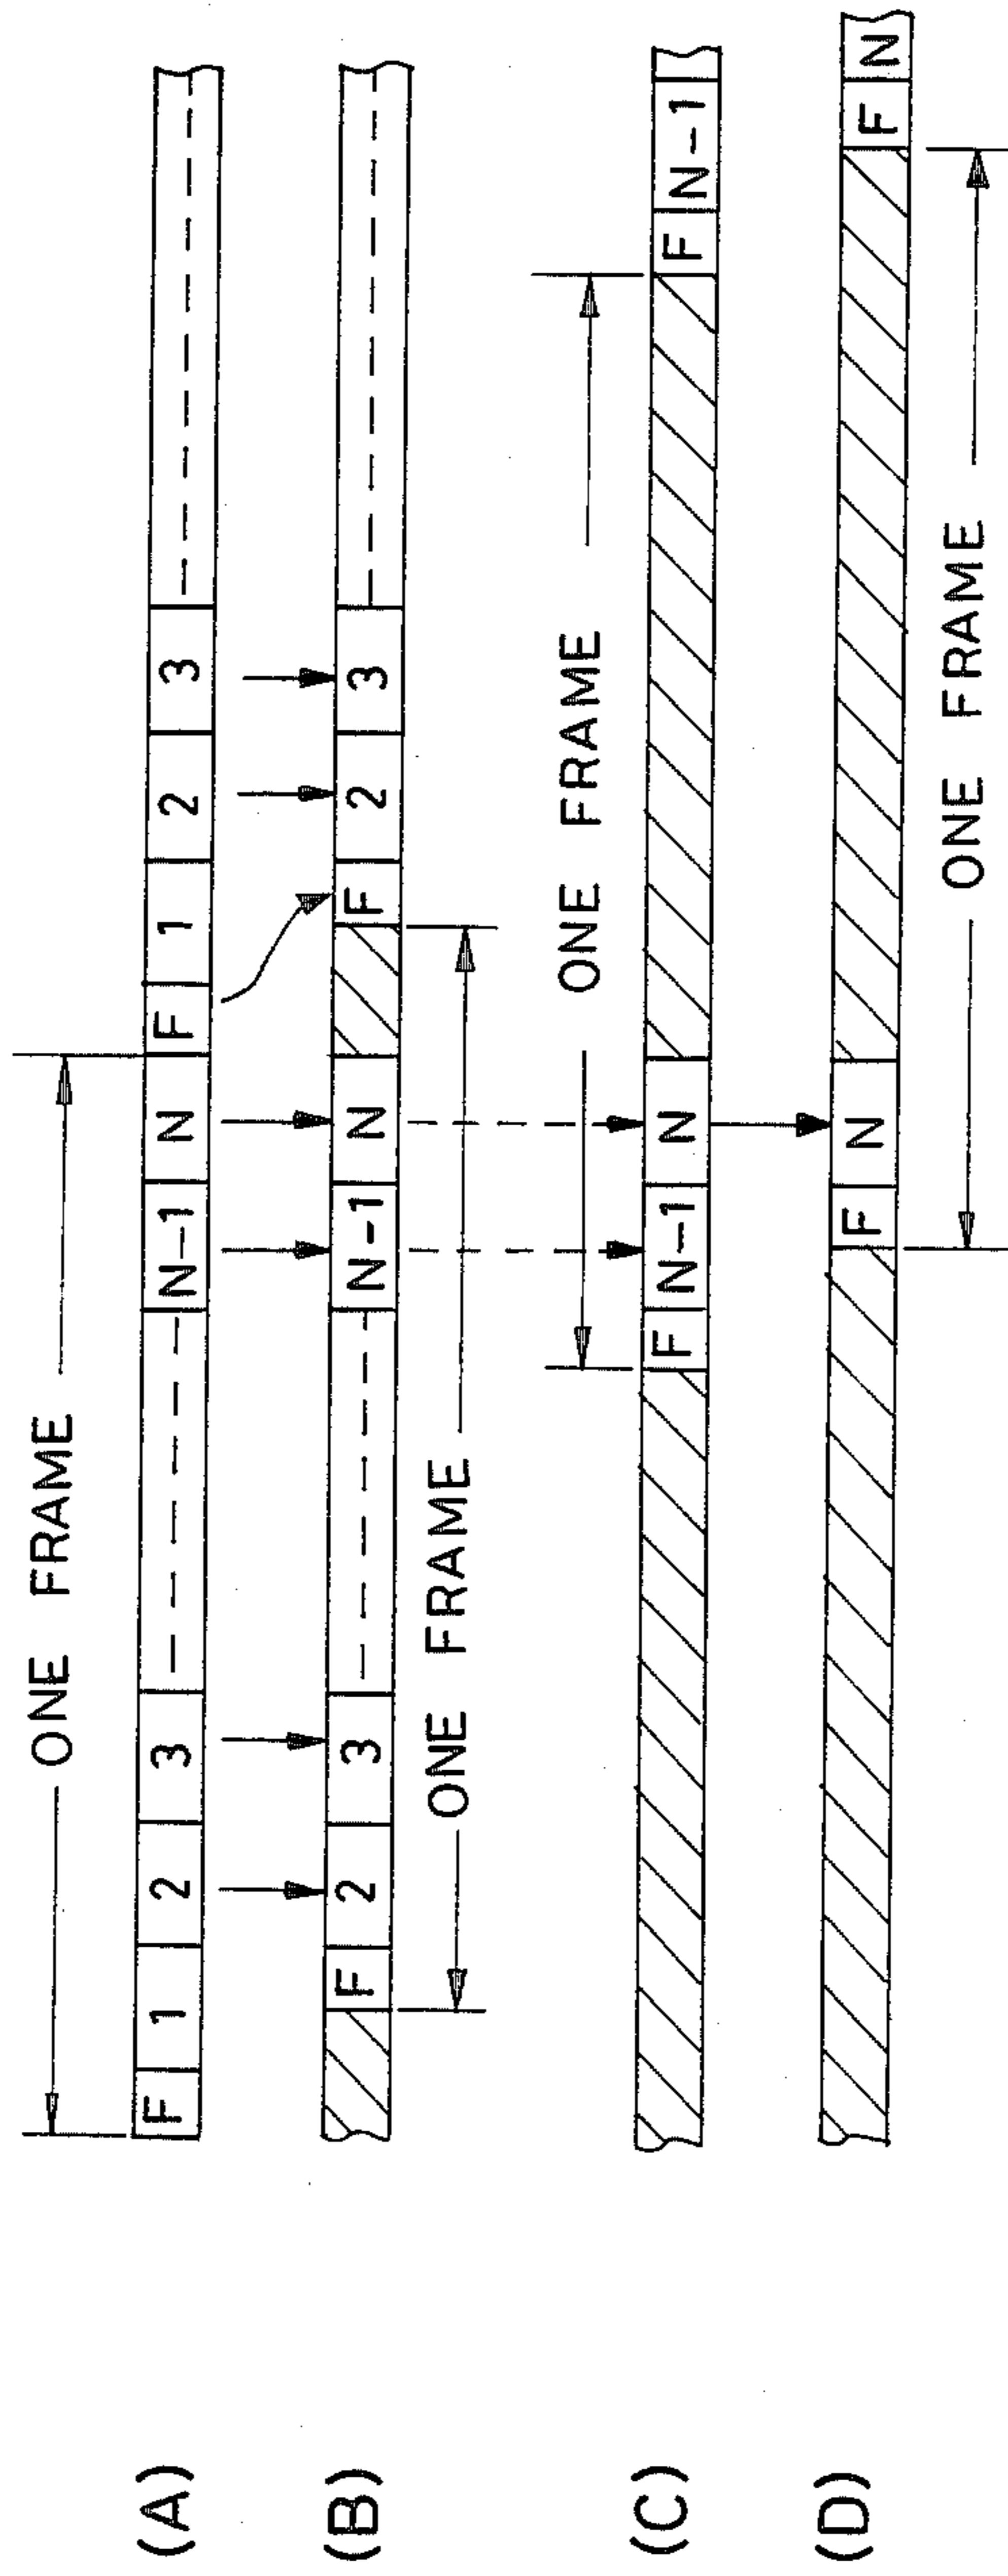 ONE FRAME
(A) F 1 2 3 N-1 N F 1 2 3
(B) F 2 3 N-1 N F 2 3
ONE FRAME
ONE FRAME
(C) F N-1 N F N-1
(D) F N F N
ONE FRAME